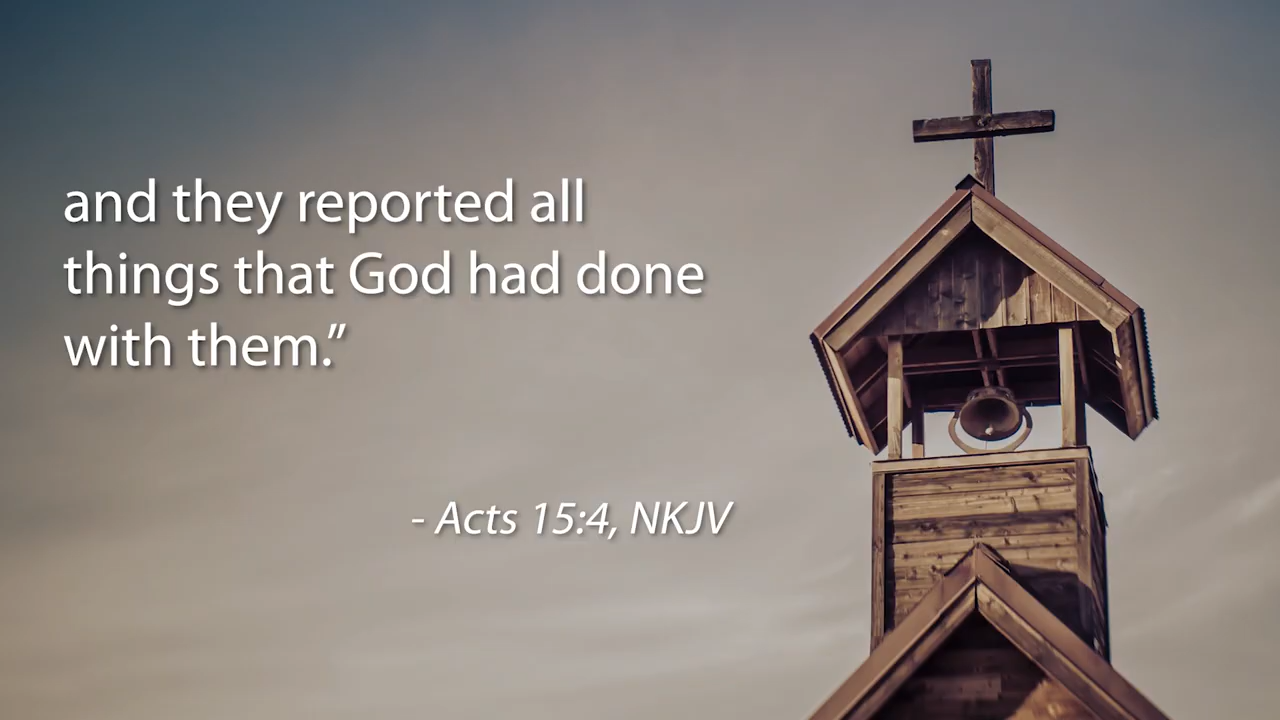 and they reported all
things that God had done
with them.”
- Acts 15:4, NKJV